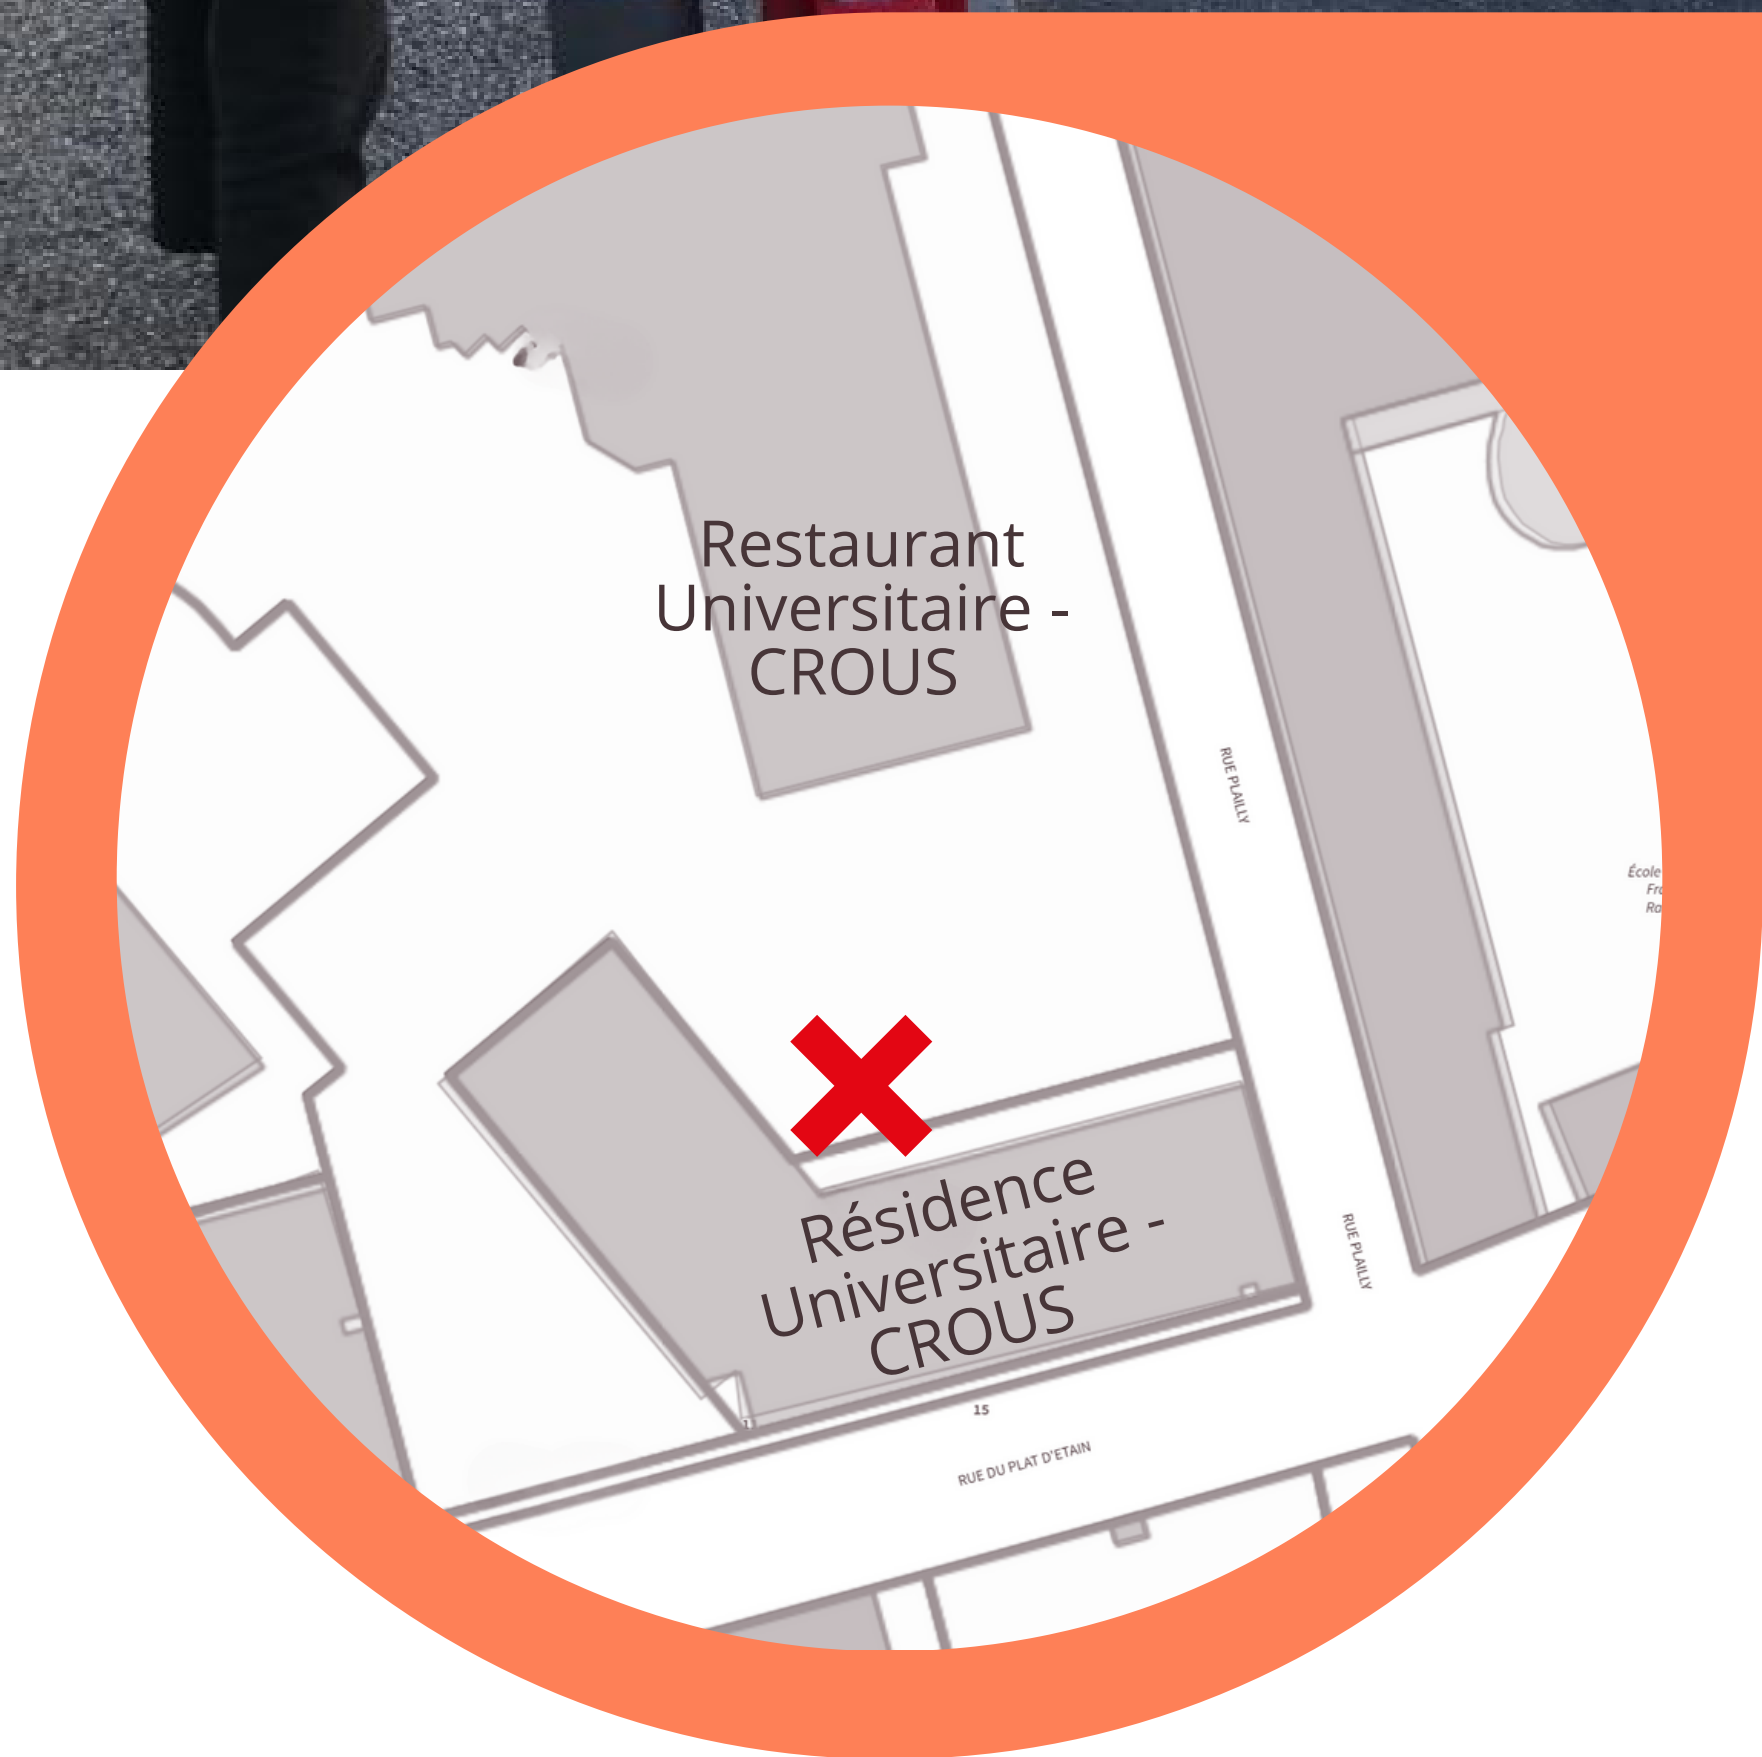 Restaurant
Universitaire -
CROUS
RUE PLAILLY
École
Résidence
Universitaire -
CROUS
RUE PLAILLY
15
RUE DU PLAT D'ETAIN